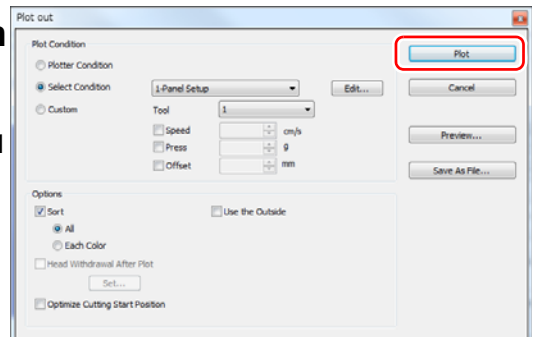 Plot out
Plot Condition
Plotter Condition
Select Condition
1-Panel Setup
Edit...
Custom
Tool
1
Speed
cm/s
Press
g
Offset
mm
Plot
Cancel
Preview...
Save As File...
Options
Sort
Use the Outside
All
Each Color
Head Withdrawal After Plot
Set...
Optimize Cutting Start Position